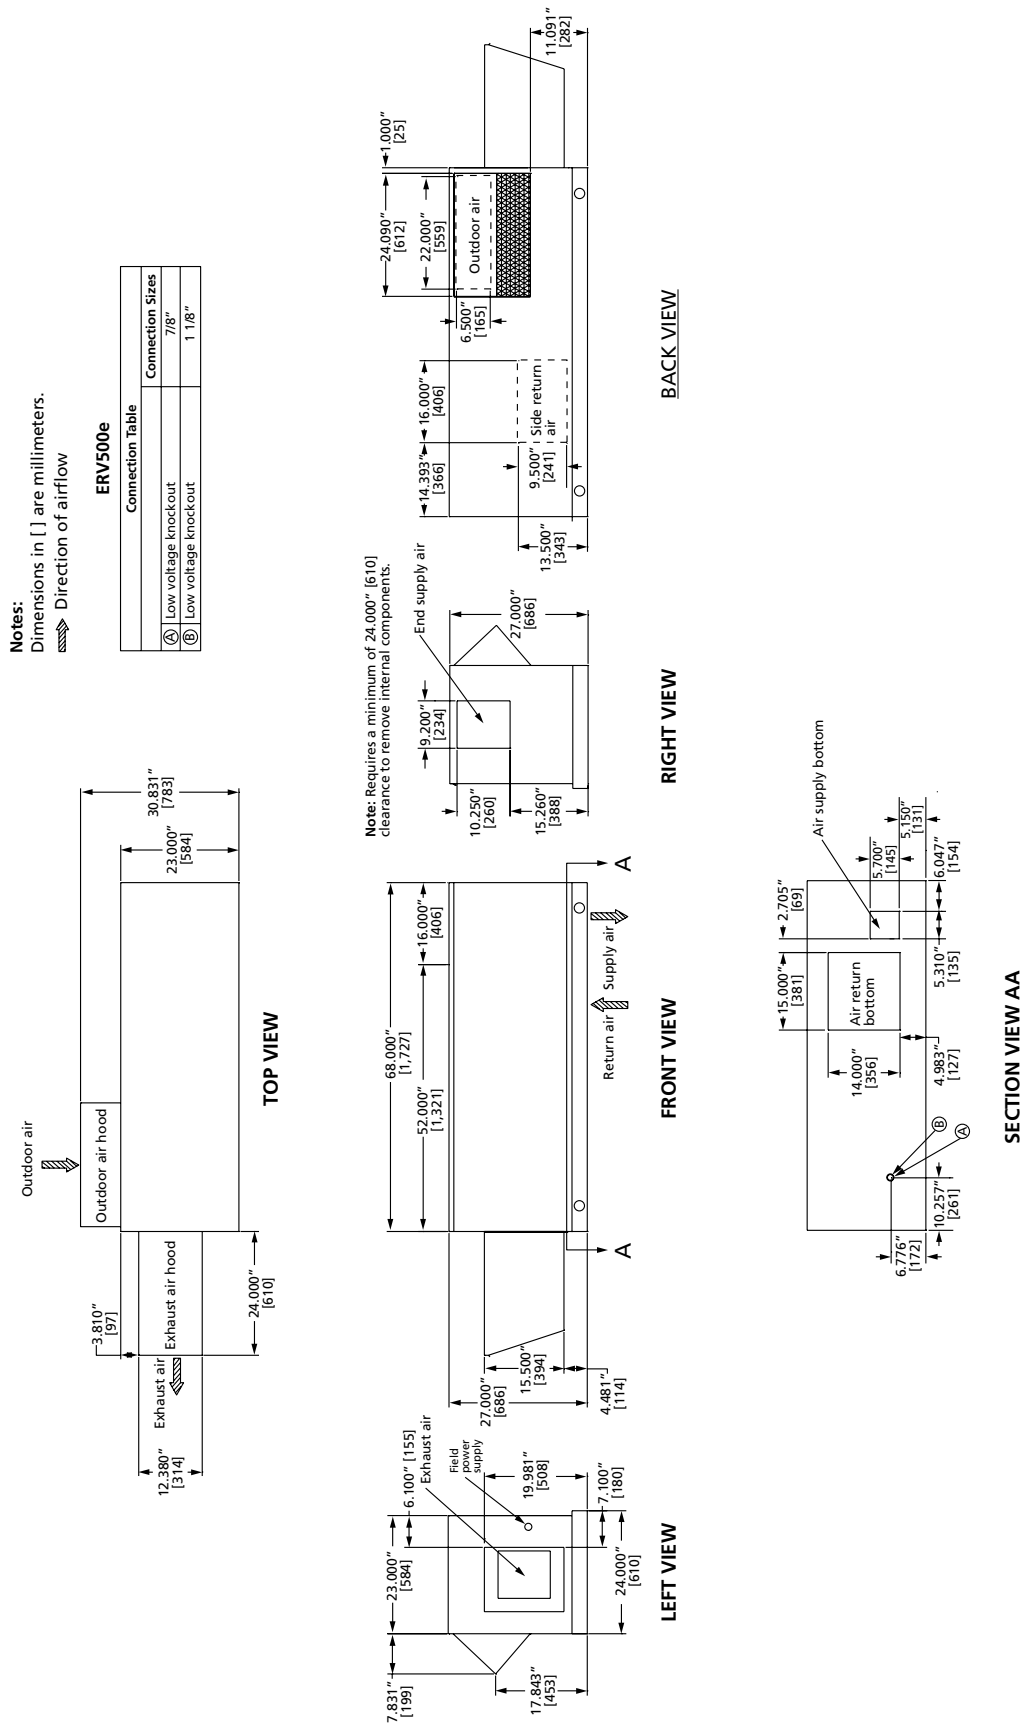 Notes:
Dimensions in [ ] are millimeters.
Direction of airflow
ERV500e
Connection Table
Connection Sizes
A Low voltage knockout 7/8"
B Low voltage knockout 1 1/8"
Outdoor air
Outdoor air hood
Exhaust air hood
Exhaust air
3.810"
[97]
12.380"
[314]
24.000"
[610]
23.000"
[584]
30.831"
[783]
TOP VIEW
7.831"
[199]
23.000"
[584]
6.100" [155]
Exhaust air
Field
power
supply
17.843"
[453]
19.981"
[508]
24.000"
[610]
7.100"
[180]
LEFT VIEW
27.000"
[686]
15.500"
[394]
4.481"
[114]
68.000"
[1,727]
52.000"
[1,321]
16.000"
[406]
A
A
Return air
Supply air
FRONT VIEW
Note: Requires a minimum of 24.000" [610]
clearance to remove internal components.
10.250"
[260]
15.260"
[388]
9.200"
[234]
End supply air
27.000"
[686]
RIGHT VIEW
13.500"
[343]
14.393"
[366]
16.000"
[406]
9.500"
[241]
Side return
air
6.500"
[165]
24.090"
[612]
22.000"
[559]
Outdoor air
1.000"
[25]
11.091"
[282]
BACK VIEW
6.776"
[172]
10.257"
[261]
B
A
14.000"
[356]
15.000"
[381]
Air return
bottom
4.983"
[127]
2.705"
[69]
Air supply bottom
5.700"
[145]
5.150"
[131]
5.310"
[135]
6.047"
[154]
SECTION VIEW AA